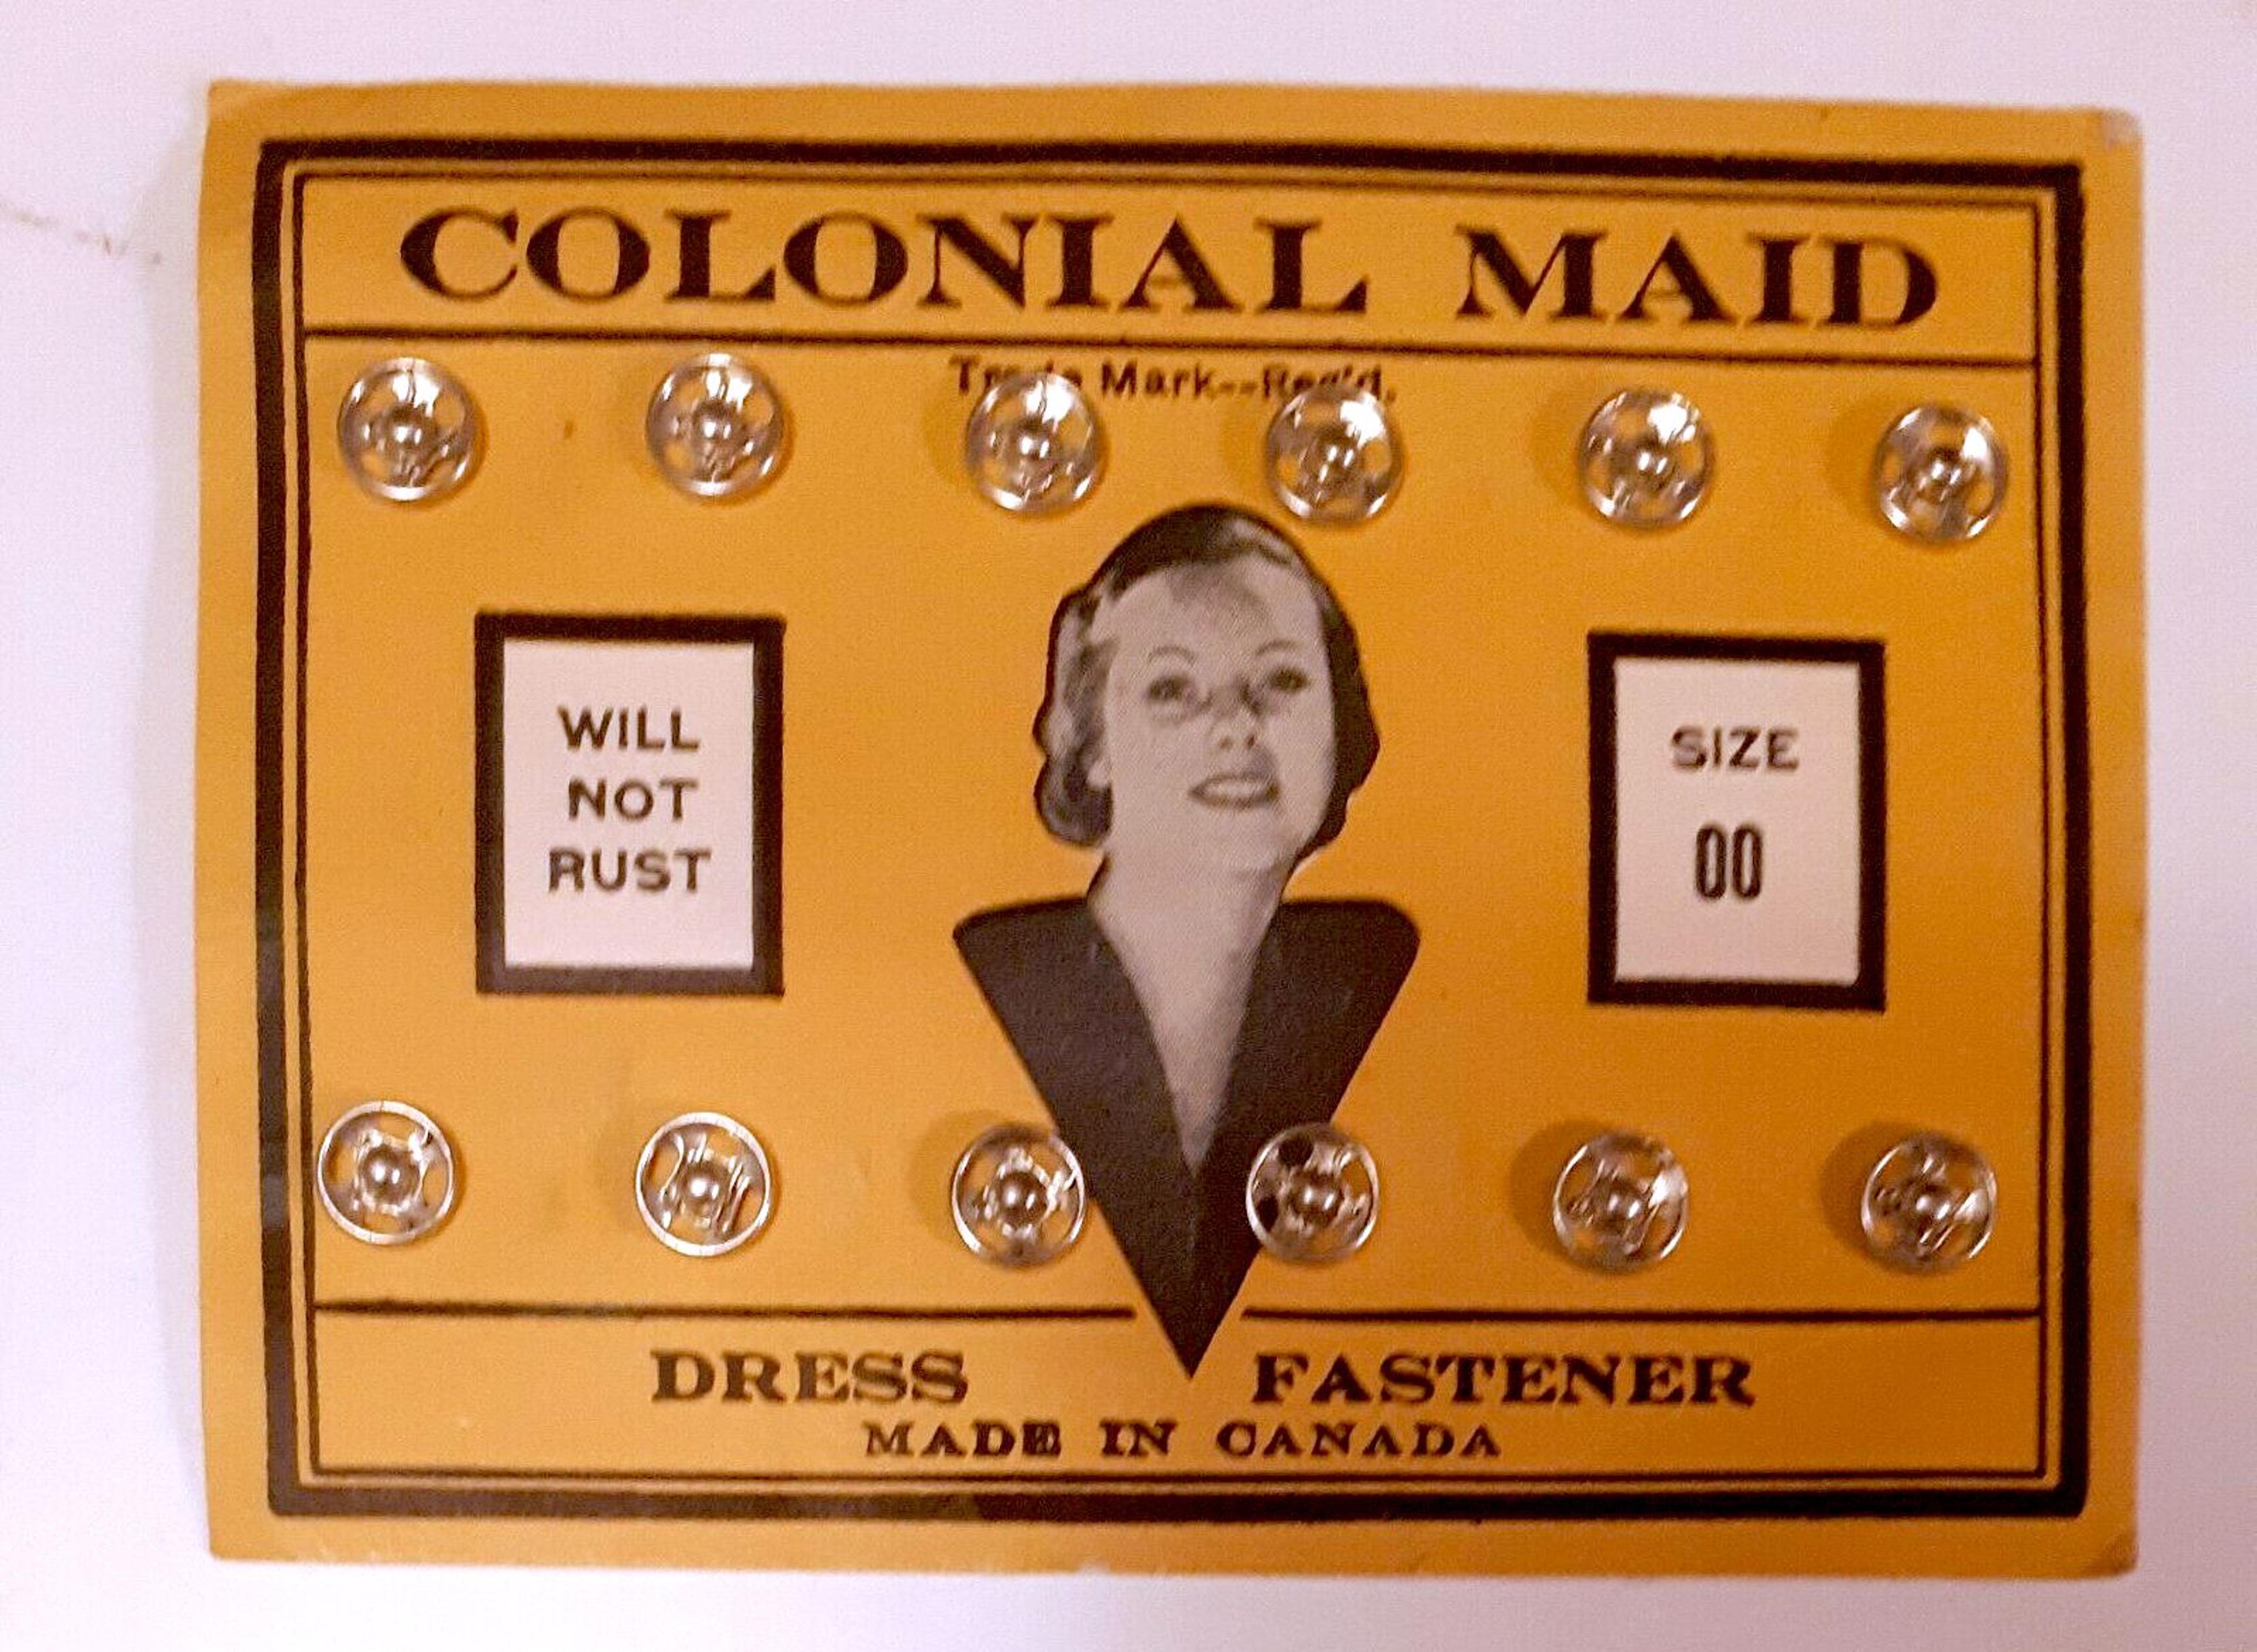 COLONIAL MAID
Trade Mark--Reg'd.
WILL
NOT
RUST
SIZE
00
DRESS FASTENER
MADE IN CANADA